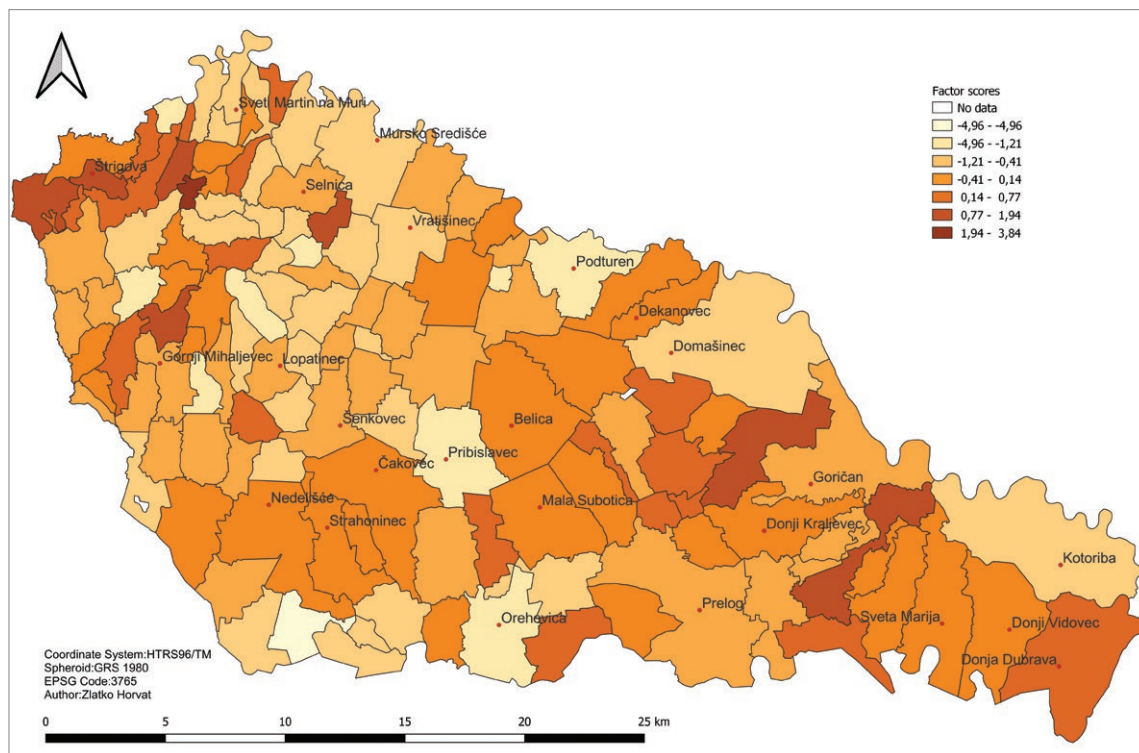 Factor scores
No data
-4,96 - -4,96
-4,96 - -1,21
-1,21 - -0,41
-0,41 - 0,14
0,14 - 0,77
0,77 - 1,94
1,94 - 3,84
Sveti Martin na Muri
Mursko Središće
Štrigova
Selnica
Vratišinec
Podturen
Dekanovec
Domašinec
Gornji Mihaljevec
Lopatinec
Šenkovec
Belica
Pribislavec
Čakovec
Goričan
Nedelišće
Mala Subotica
Strahoninec
Donji Kraljevec
Kotoriba
Prelog
Orehovica
Sveta Marija
Donji Vidovec
Donja Dubrava
Coordinate System:HTRS96/TM
Spheroid:GRS 1980
EPSG Code:3765
Author:Zlatko Horvat
0 5 10 15 20 25 km